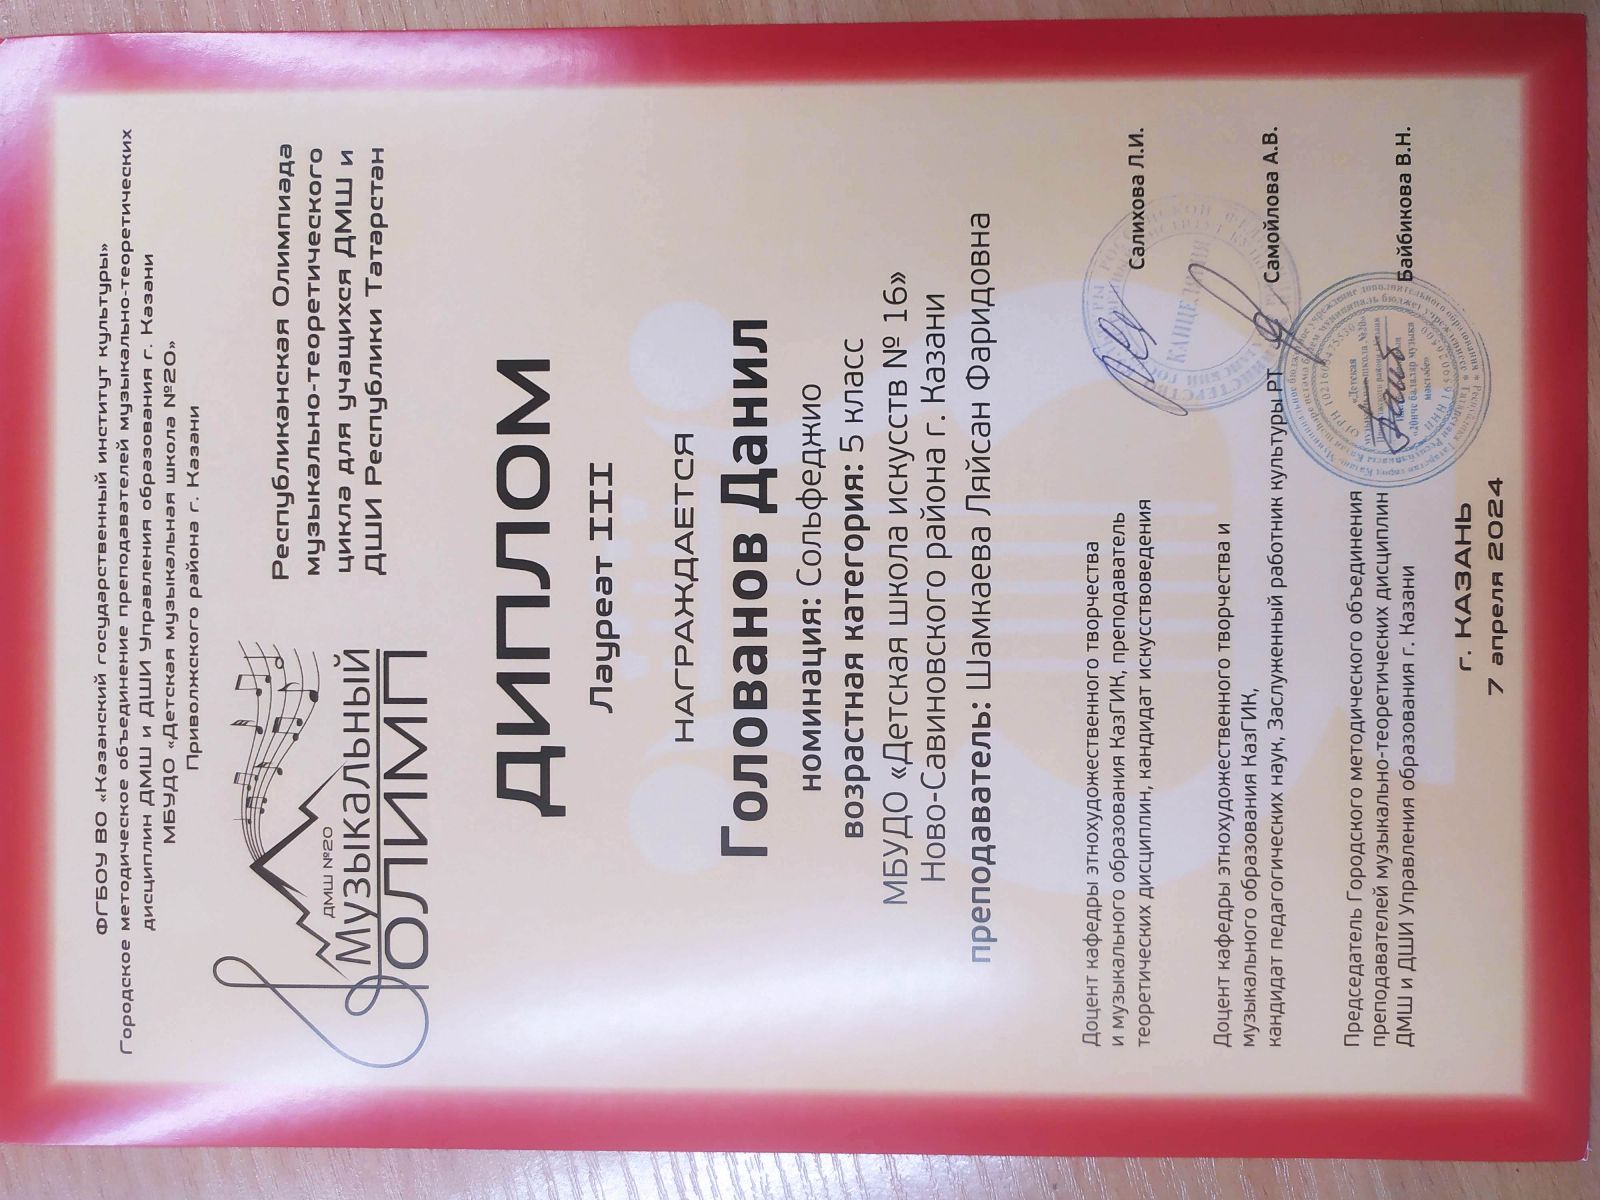 ФГБОУ ВО «Казанский государственный институт культуры»
Городское методическое объединение преподавателей музыкально-теоретических
дисциплин ДМШ и ДШИ Управления образования г. Казани
МБУДО «Детская музыкальная школа №20»
Приволжского района г. Казани
ДМШ №20
Музыкальный
ОЛИМП
Республиканская Олимпиада
музыкально-теоретического
цикла для учащихся ДМШ и
ДШИ Республики Татарстан
ДИПЛОМ
Лауреат III
НАГРАЖДАЕТСЯ
Голованов Данил
номинация: Сольфеджио
возрастная категория: 5 класс
МБУДО «Детская школа искусств № 16»
Ново-Савиновского района г. Казани
преподаватель: Шамкаева Ляйсан Фаридовна
Доцент кафедры этнохудожественного творчества
и музыкального образования КазГИК, преподаватель
теоретических дисциплин, кандидат искусствоведения
Салихова Л.И.
Доцент кафедры этнохудожественного творчества и
музыкального образования КазГИК,
кандидат педагогических наук, Заслуженный работник культуры РТ
Самойлова А.В.
Председатель Городского методического объединения
преподавателей музыкально-теоретических дисциплин
ДМШ и ДШИ Управления образования г. Казани
Байбикова В.Н.
КАНЦЕЛЯРИЯ
«Детская
музыкальная школа №20»
г. КАЗАНЬ
7 апреля 2024